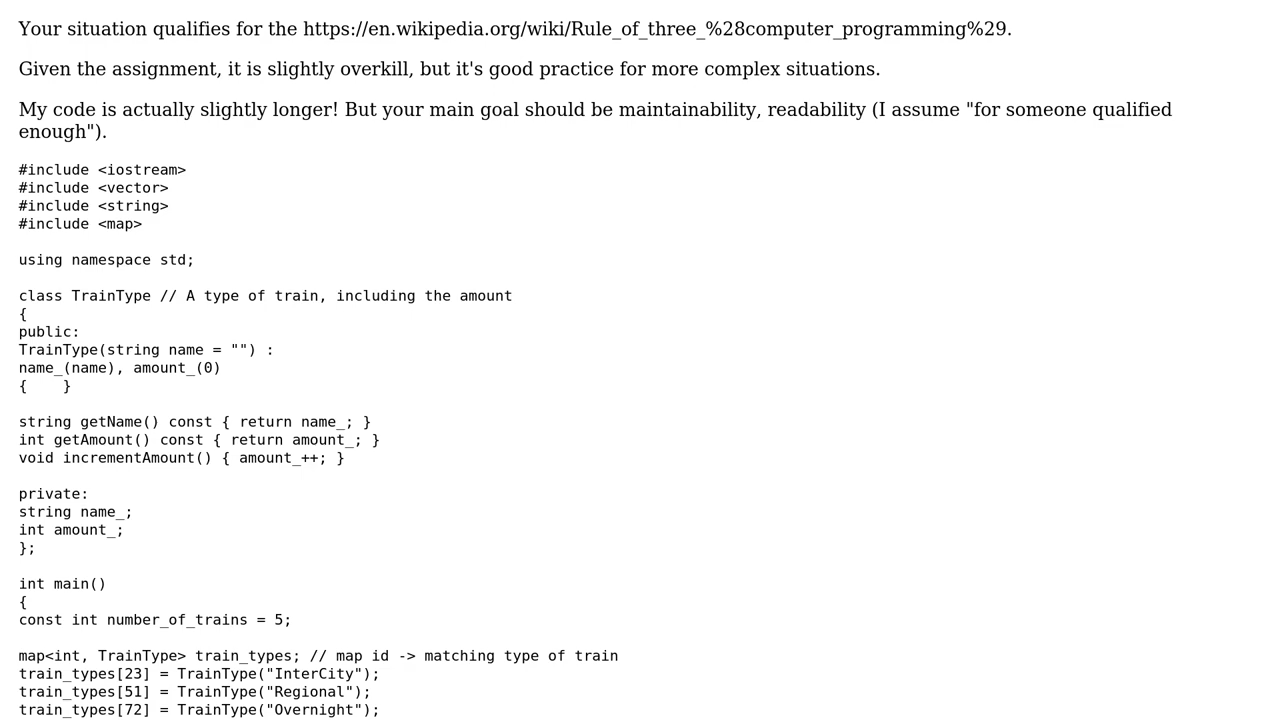 Your situation qualifies for the https://en.wikipedia.org/wiki/Rule_of_three_%28computer_programming%29.
Given the assignment, it is slightly overkill, but it's good practice for more complex situations.
My code is actually slightly longer! But your main goal should be maintainability, readability (I assume "for someone qualified
enough").
#include <iostream>
#include <vector>
#include <string>
#include <map>
using namespace std;
class TrainType // A type of train, including the amount
{
public:
TrainType(string name = "") :
name_(name), amount_(0)
{    }
string getName() const { return name_; }
int getAmount() const { return amount_; }
void incrementAmount() { amount_++; }
private:
string name_;
int amount_;
};
int main()
{
const int number_of_trains = 5;
map<int, TrainType> train_types; // map id -> matching type of train
train_types[23] = TrainType("InterCity");
train_types[51] = TrainType("Regional");
train_types[72] = TrainType("Overnight");